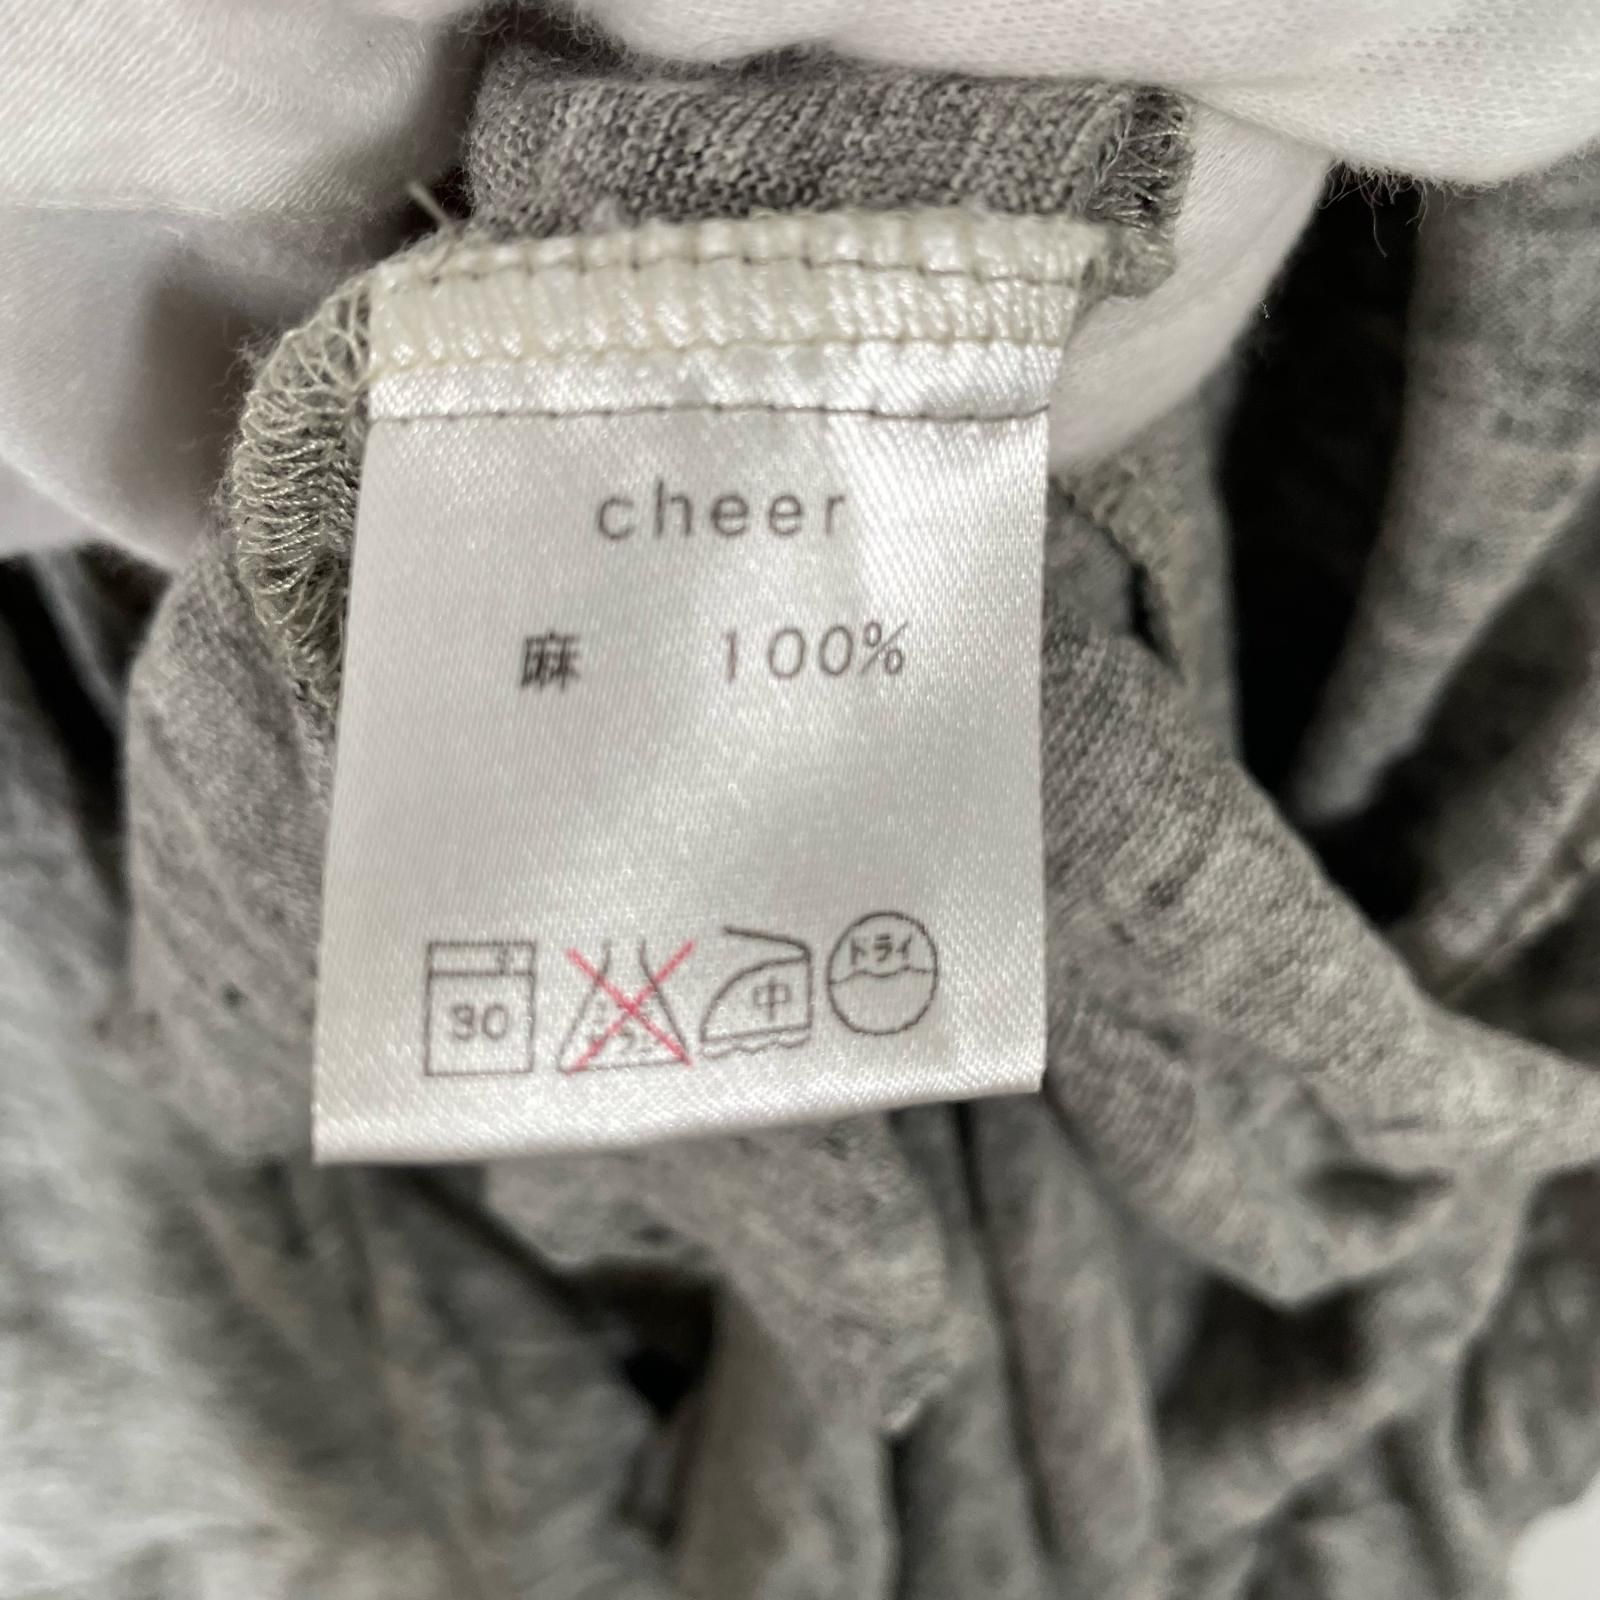 cheer
麻 100%
30
中
ドライ